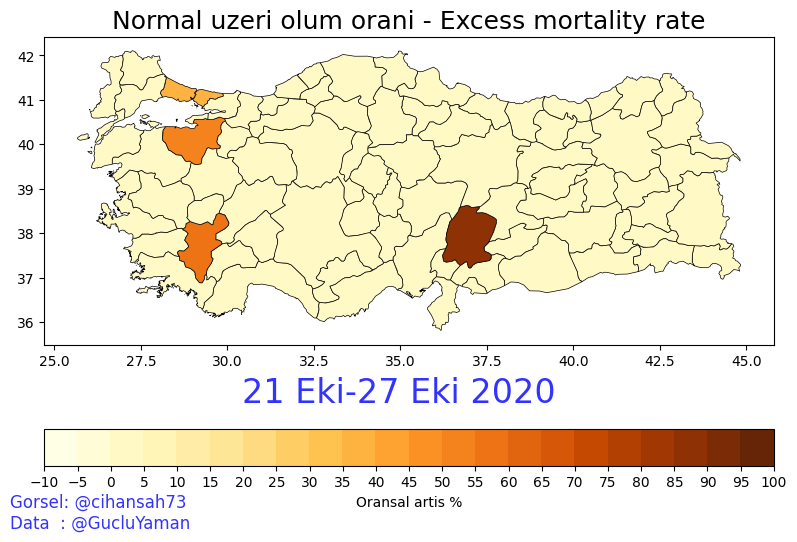 Normal uzeri olum orani - Excess mortality rate
42
41
40
39
38
37
36
25.0 27.5 30.0 32.5 35.0 37.5 40.0 42.5 45.0
21 Eki-27 Eki 2020
−10 −5 0 5 10 15 20 25 30 35 40 45 50 55 60 65 70 75 80 85 90 95 100
Oransal artis %
Gorsel: @cihansah73
Data  : @GucluYaman